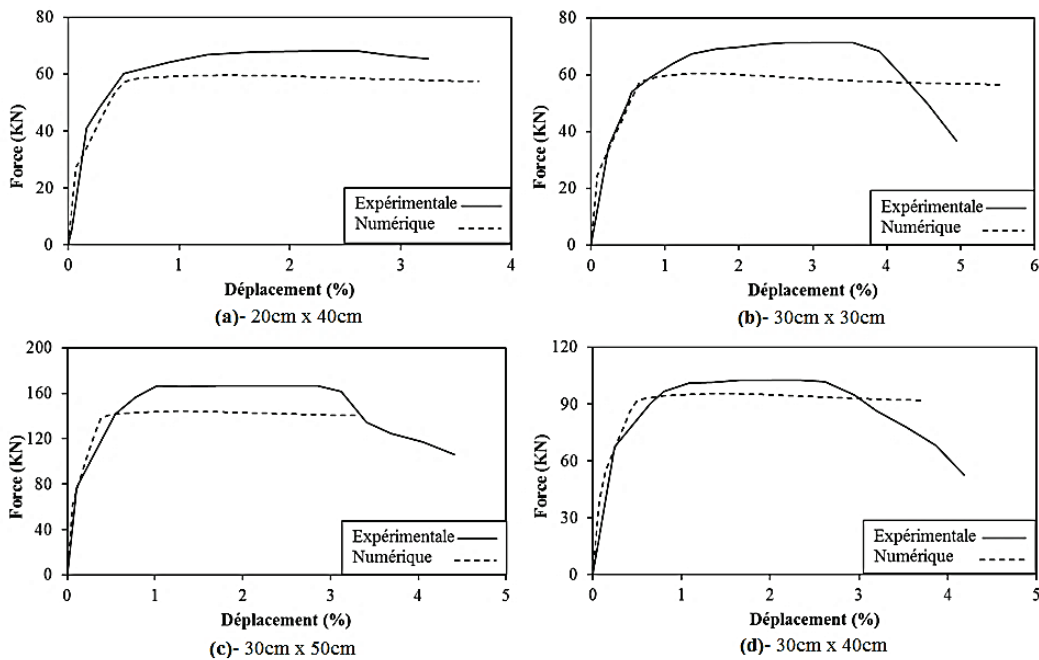 80
60
40
20
0
Force (KN)
Expérimentale
Numérique
0 1 2 3 4
Déplacement (%)
(a)- 20cm x 40cm
80
60
40
20
0
Force (KN)
Expérimentale
Numérique
0 1 2 3 4 5 6
Déplacement (%)
(b)- 30cm x 30cm
200
160
120
80
40
0
Force (KN)
Expérimentale
Numérique
0 1 2 3 4 5
Déplacement (%)
(c)- 30cm x 50cm
120
90
60
30
0
Force (KN)
Expérimentale
Numérique
0 1 2 3 4 5
Déplacement (%)
(d)- 30cm x 40cm